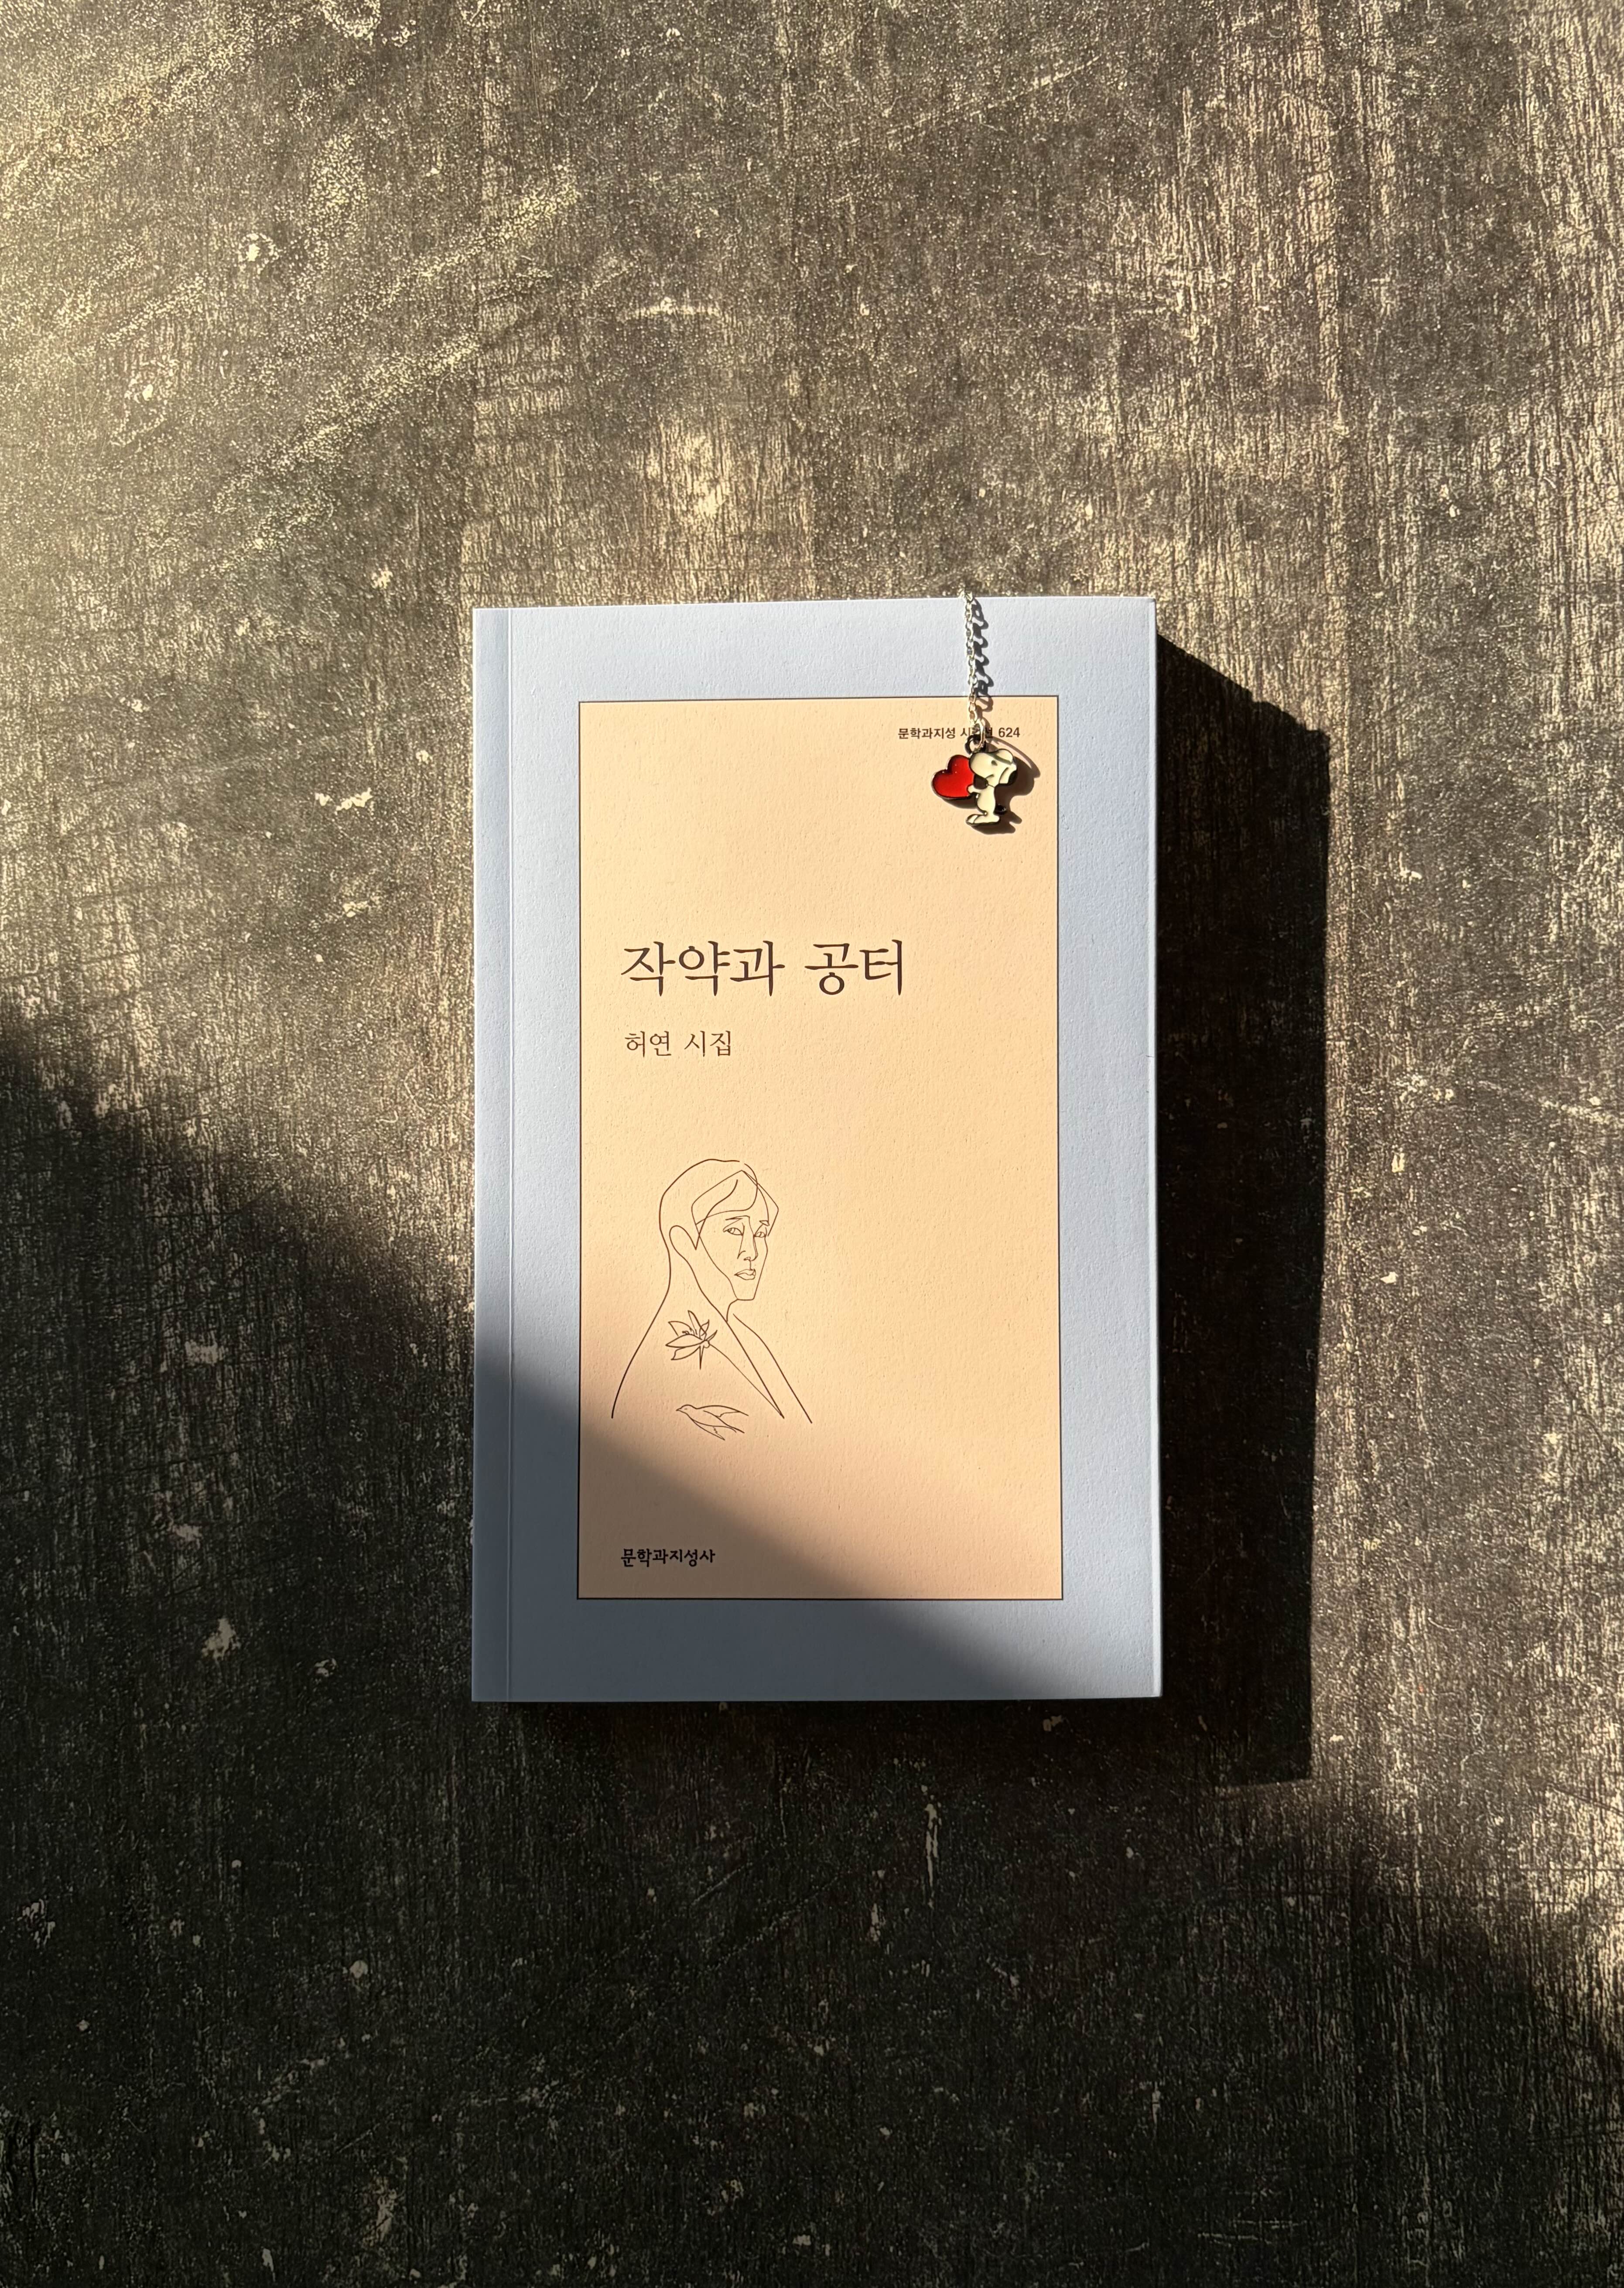 문학과지성 624
작약과 공터
허연 시집
문학과지성사